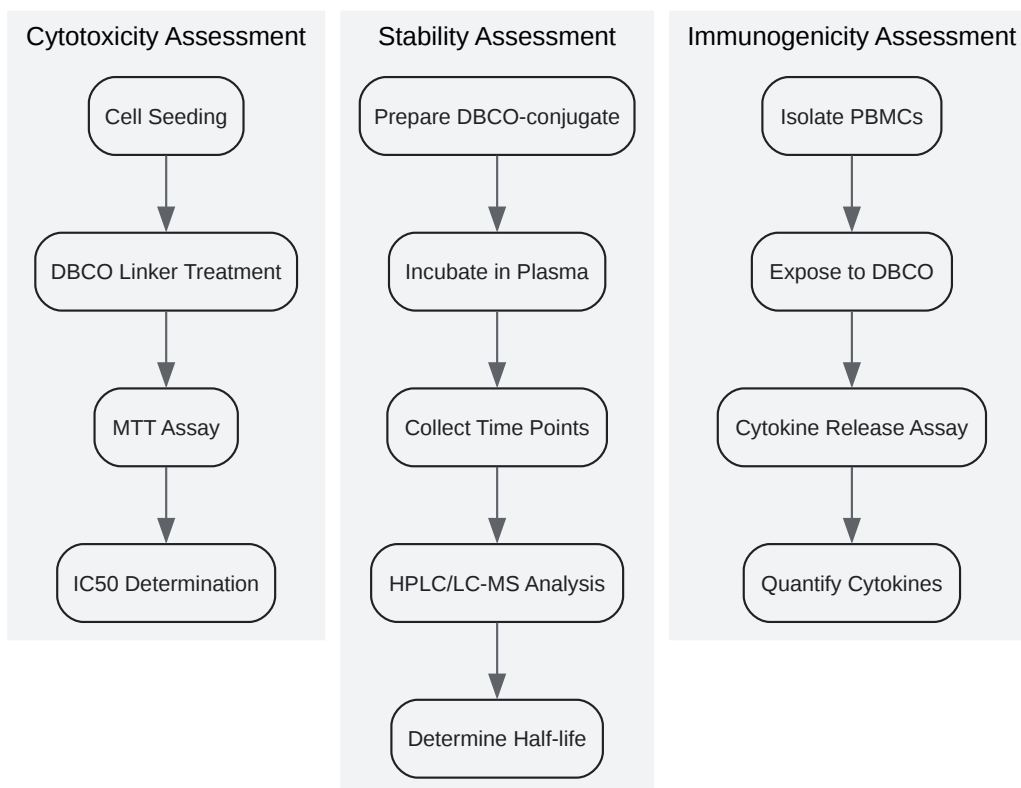 Cytotoxicity Assessment
Cell Seeding
DBCO Linker Treatment
MTT Assay
IC50 Determination
Stability Assessment
Prepare DBCO-conjugate
Incubate in Plasma
Collect Time Points
HPLC/LC-MS Analysis
Determine Half-life
Immunogenicity Assessment
Isolate PBMCs
Expose to DBCO
Cytokine Release Assay
Quantify Cytokines